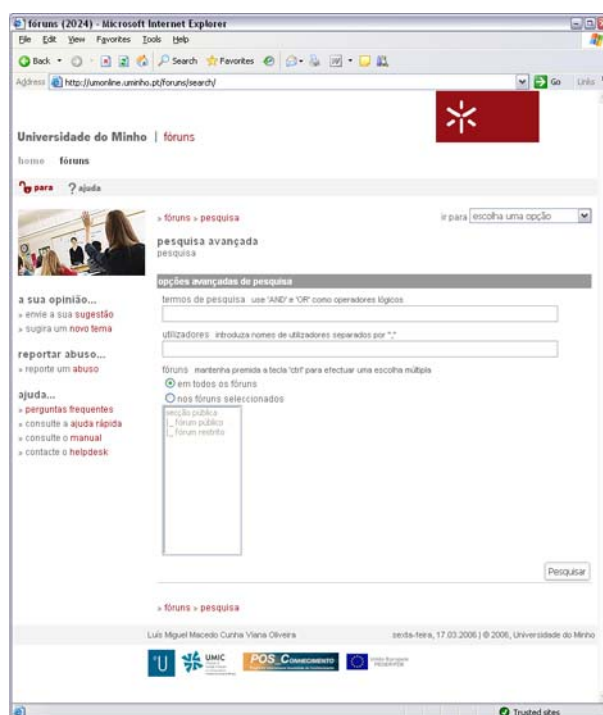 fóruns (2024) - Microsoft Internet Explorer
File Edit View Favorites Tools Help
Back Search Favorites
Address http://umonline.uminho.pt/foruns/search/ Go Links
Universidade do Minho | fóruns
home fóruns
para ? ajuda
» fóruns » pesquisa
ir para escolha uma opção
pesquisa avançada
pesquisa
opções avançadas de pesquisa
termos de pesquisa use 'AND' e 'OR' como operadores lógicos
utilizadores introduza nomes de utilizadores separados por ";"
fóruns mantenha premida a tecla 'ctrl' para efectuar uma escolha múltipla
em todos os fóruns
nos fóruns seleccionados
secção pública
|_ fórum público
|_ fórum restrito
Pesquisar
a sua opinião...
» envie a sua sugestão
» sugira um novo tema
reportar abuso...
» reporte um abuso
ajuda...
» perguntas frequentes
» consulte a ajuda rápida
» consulte o manual
» contacte o helpdesk
» fóruns » pesquisa
Luís Miguel Macedo Cunha Viana Oliveira
sexta-feira, 17.03.2006 | © 2006, Universidade do Minho
U
UMIC
POS_Conhecimento
União Europeia
Trusted sites